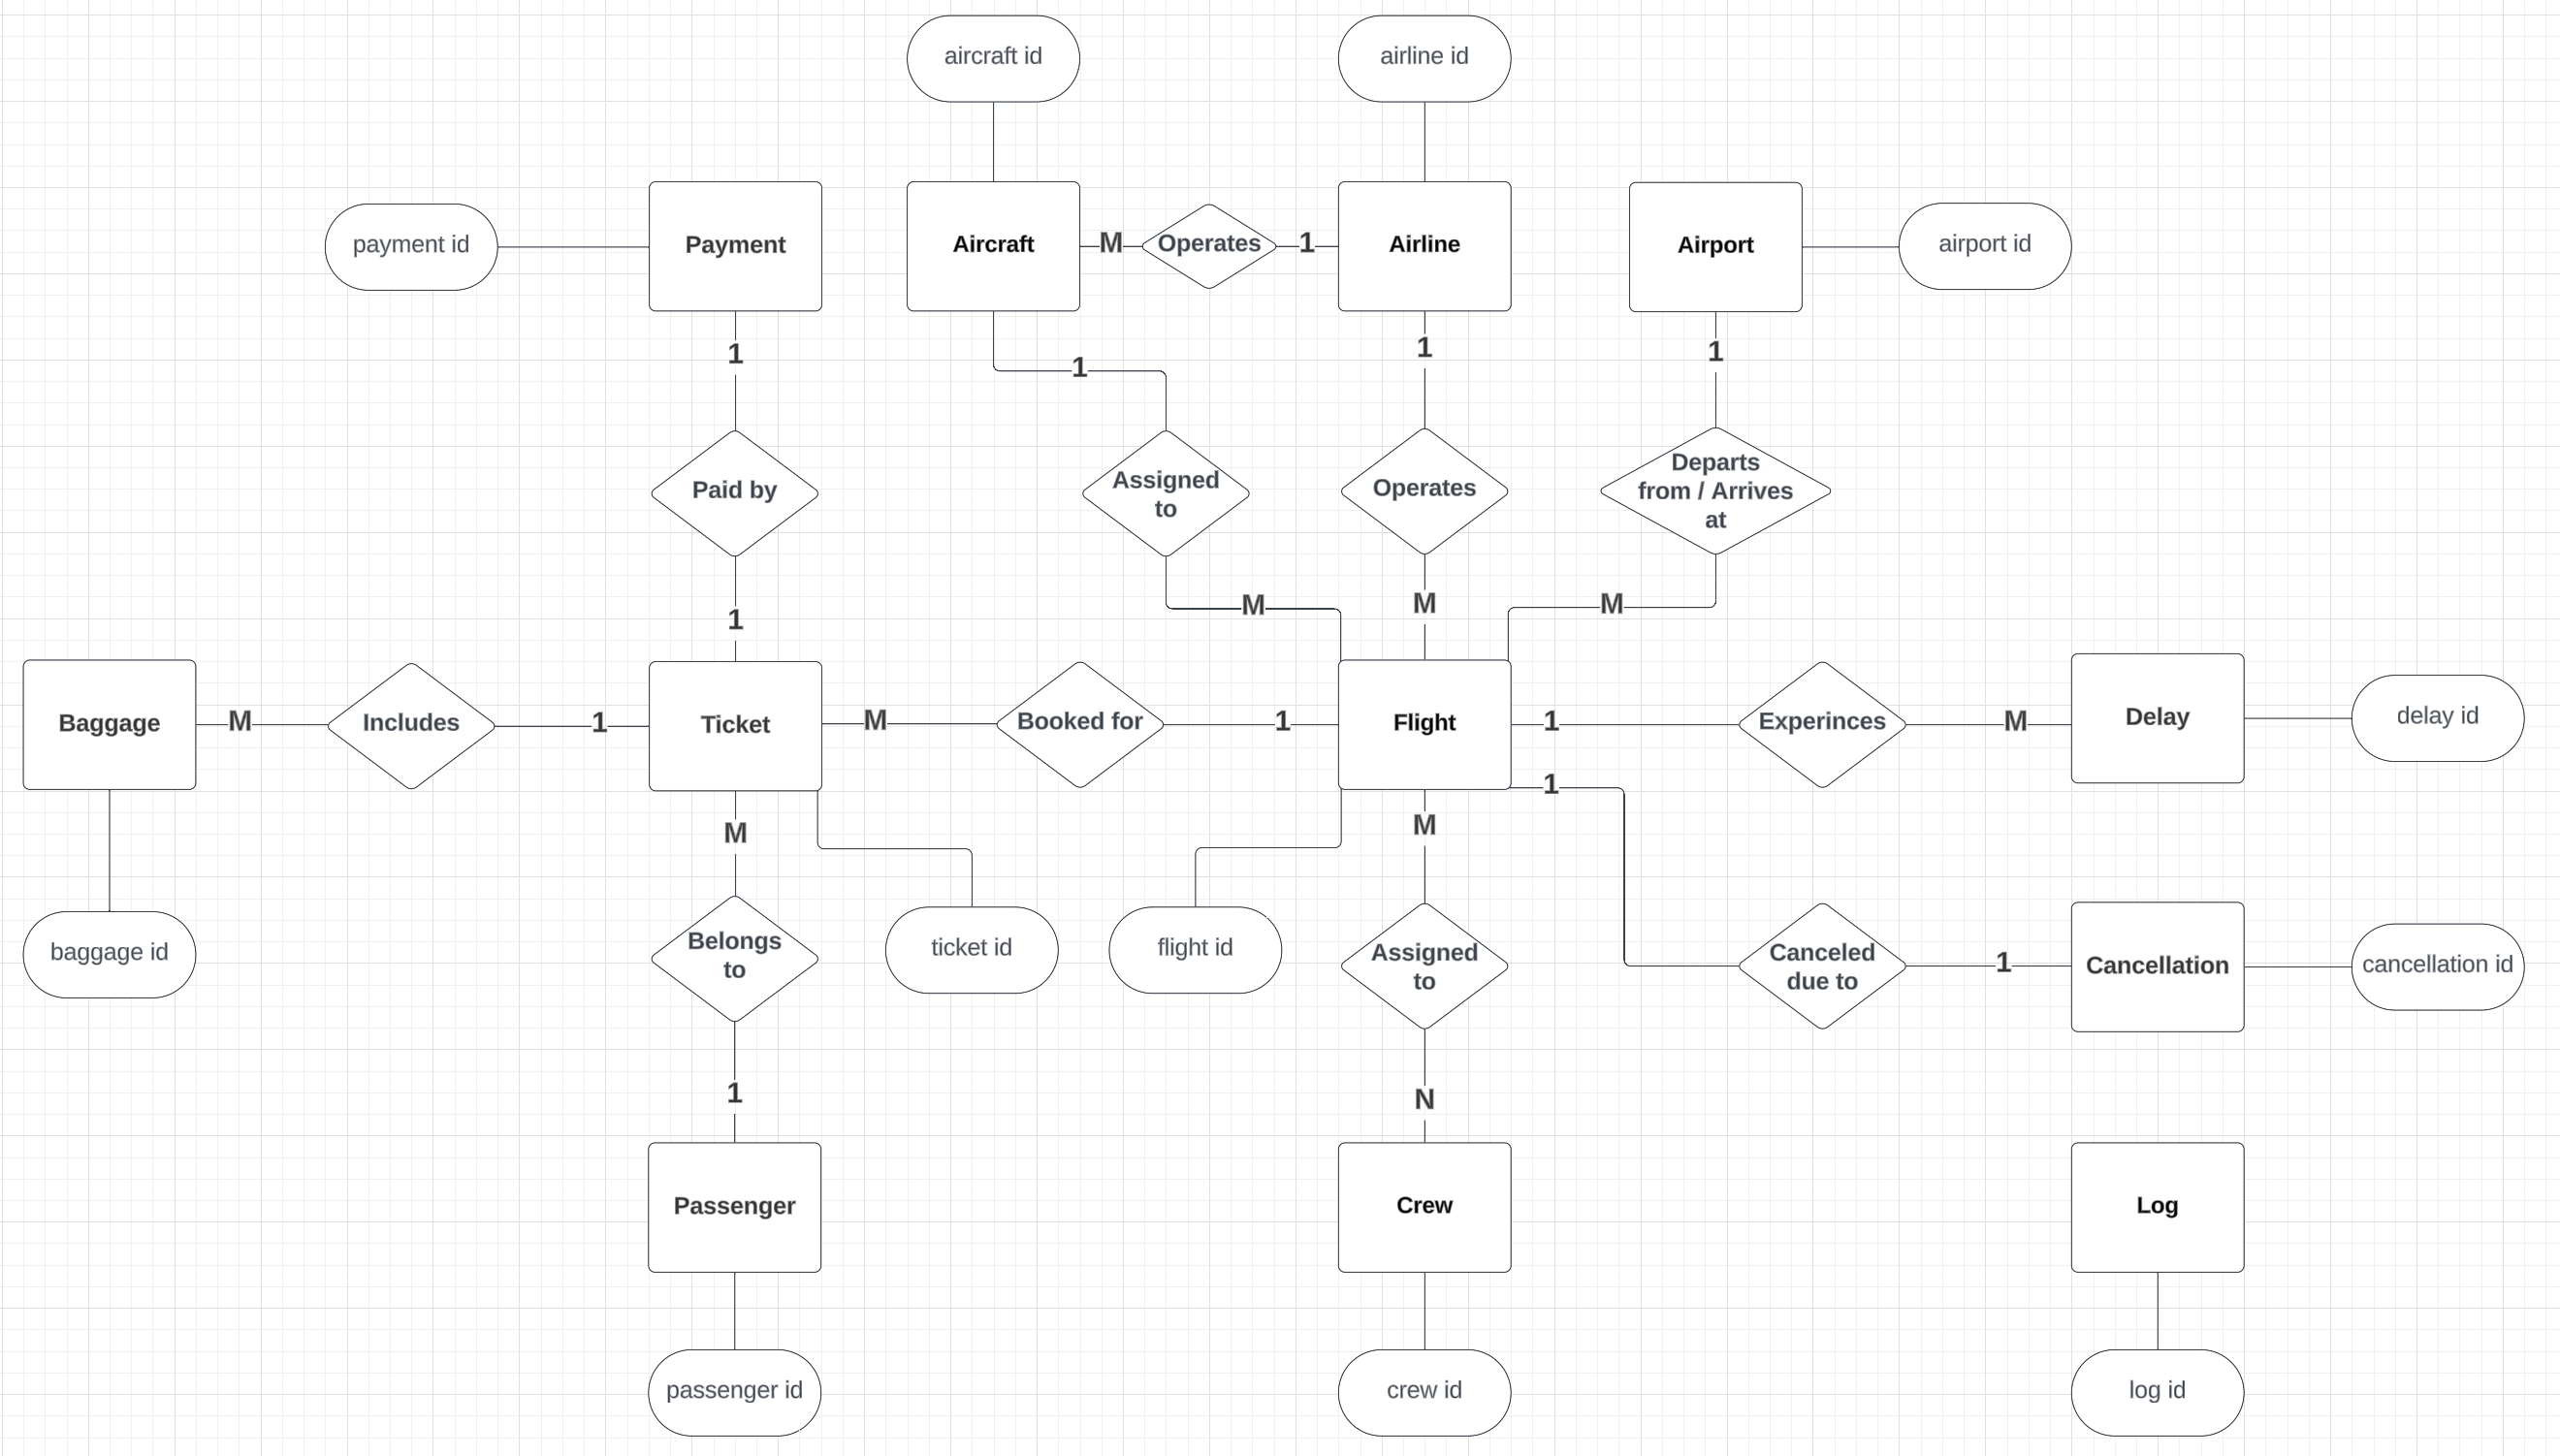 aircraft id
airline id
payment id
Payment
Aircraft
M
Operates
1
Airline
Airport
airport id
1
1
1
1
Paid by
Assigned
to
Operates
Departs
from / Arrives
at
1
M
M
M
Baggage
M
Includes
1
Ticket
M
Booked for
1
Flight
1
Experinces
M
Delay
delay id
1
M
M
baggage id
Belongs
to
ticket id
flight id
Assigned
to
Canceled
due to
1
Cancellation
cancellation id
1
N
Passenger
Crew
Log
passenger id
crew id
log id